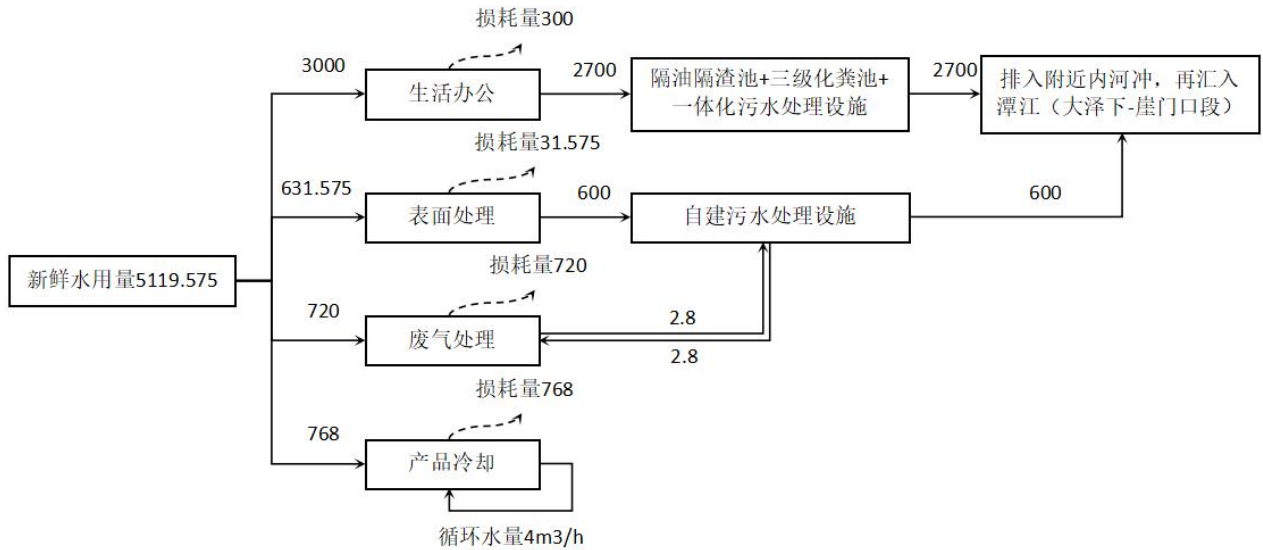 损耗量300
3000
生活办公
2700
隔油隔渣池+三级化粪池+
一体化污水处理设施
2700
排入附近内河冲，再汇入
潭江（大泽下-崖门口段）
损耗量31.575
631.575
表面处理
600
自建污水处理设施
600
新鲜水用量5119.575
损耗量720
720
废气处理
2.8
2.8
损耗量768
768
产品冷却
循环水量4m3/h